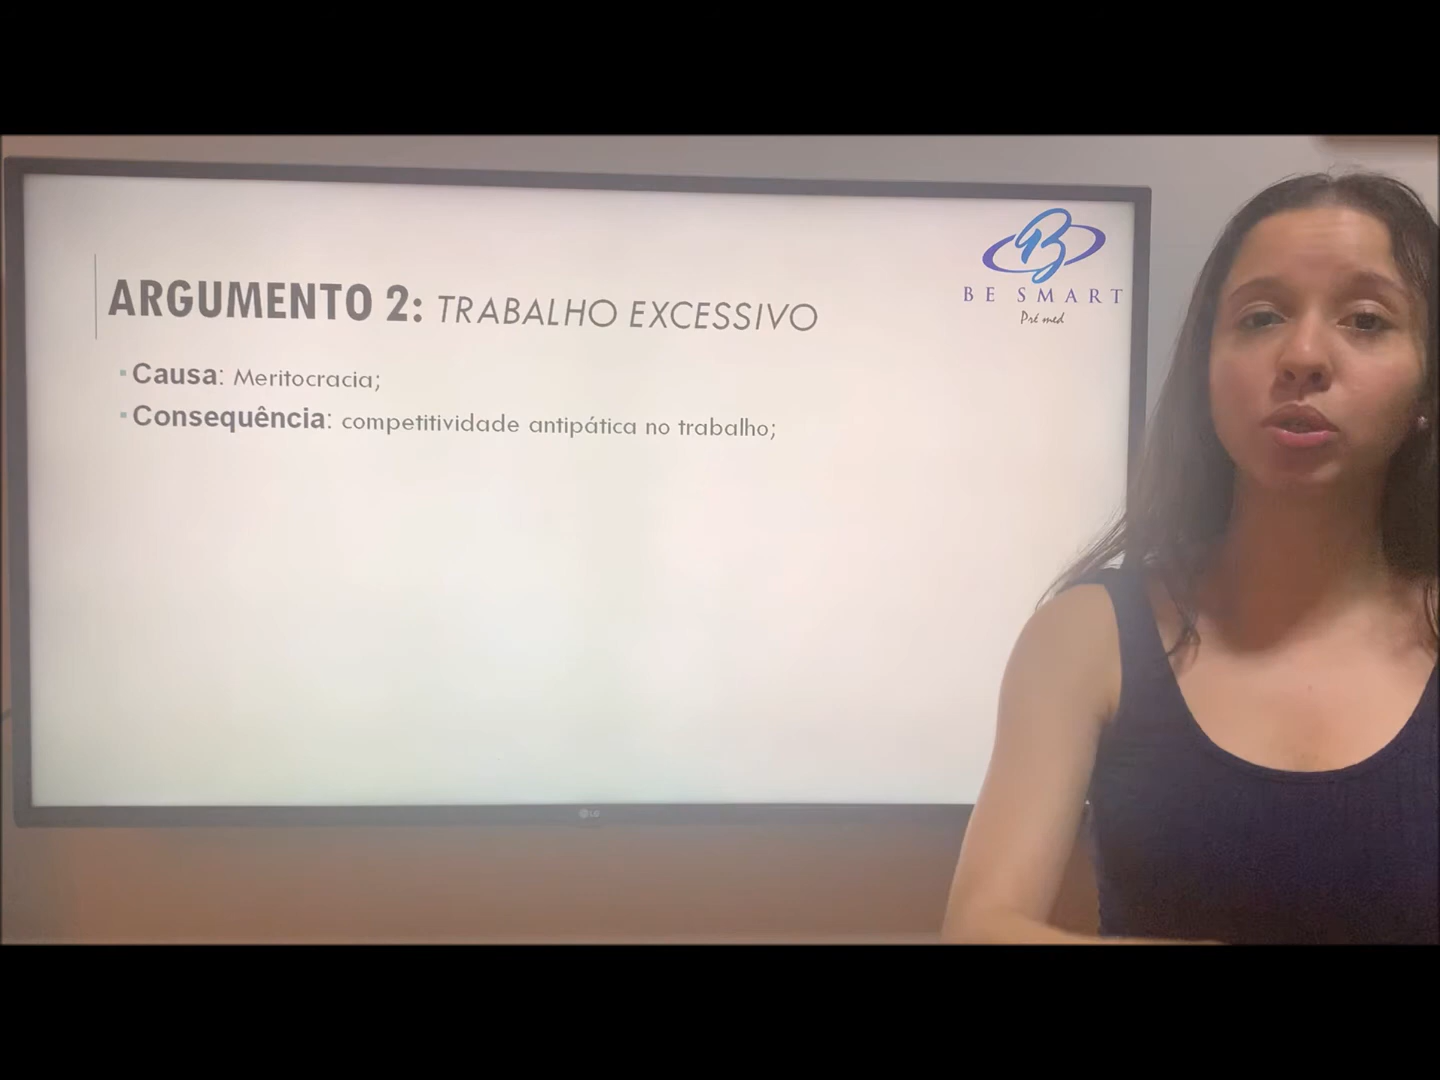 ARGUMENTO 2: TRABALHO EXCESSIVO
Causa: Meritocracia;
Consequência: competitividade antipática no trabalho;
BE SMART
Pré med
LG